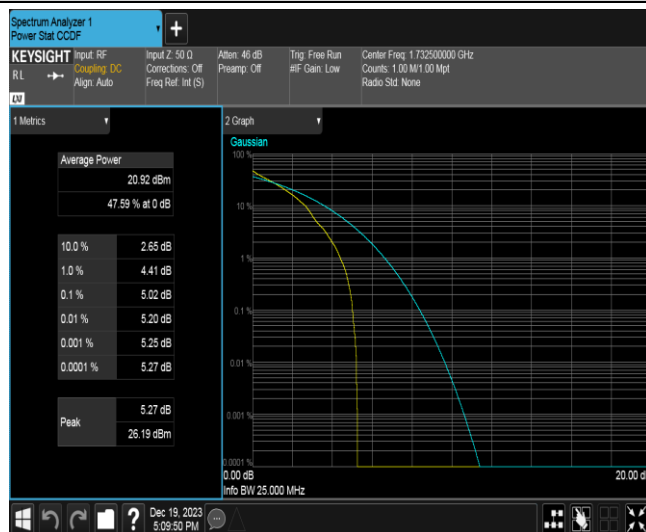 Spectrum Analyzer 1
Power Stat CCDF
KEYSIGHT
RL
Input: RF
Coupling: DC
Align: Auto
Input Z: 50 Ω
Corrections: Off
Freq Ref: Int (S)
Atten: 46 dB
Preamp: Off
Trig: Free Run
#IF Gain: Low
Center Freq: 1.732500000 GHz
Counts: 1.00 M/1.00 Mpt
Radio Std: None
LXI
1 Metrics
Average Power
20.92 dBm
47.59 % at 0 dB
10.0 % 2.65 dB
1.0 % 4.41 dB
0.1 % 5.02 dB
0.01 % 5.20 dB
0.001 % 5.25 dB
0.0001 % 5.27 dB
Peak
5.27 dB
26.19 dBm
2 Graph
Gaussian
100 %
10 %
1 %
0.1 %
0.01 %
0.001 %
0.0001 %
0.00 dB
20.00 d
Info BW 25.000 MHz
?
Dec 19, 2023
5:09:50 PM